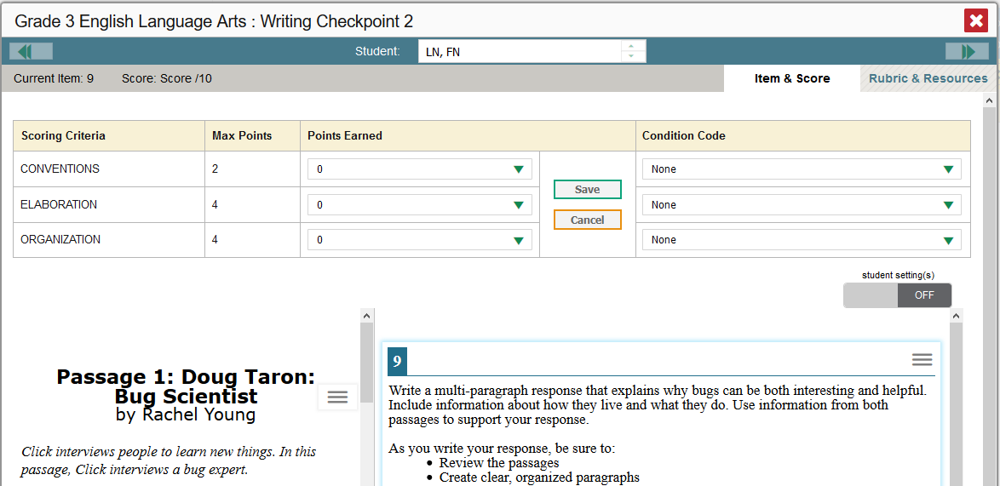 Grade 3 English Language Arts : Writing Checkpoint 2
Student: LN, FN
Current Item: 9 Score: Score /10 Item & Score Rubric & Resources
Scoring Criteria Max Points Points Earned Condition Code
CONVENTIONS 2 0 None
Save
ELABORATION 4 0 None
Cancel
ORGANIZATION 4 0 None
student setting(s)
OFF
Passage 1: Doug Taron:
Bug Scientist
by Rachel Young
Click interviews people to learn new things. In this
passage, Click interviews a bug expert.
9
Write a multi-paragraph response that explains why bugs can be both interesting and helpful.
Include information about how they live and what they do. Use information from both
passages to support your response.
As you write your response, be sure to:
• Review the passages
• Create clear, organized paragraphs